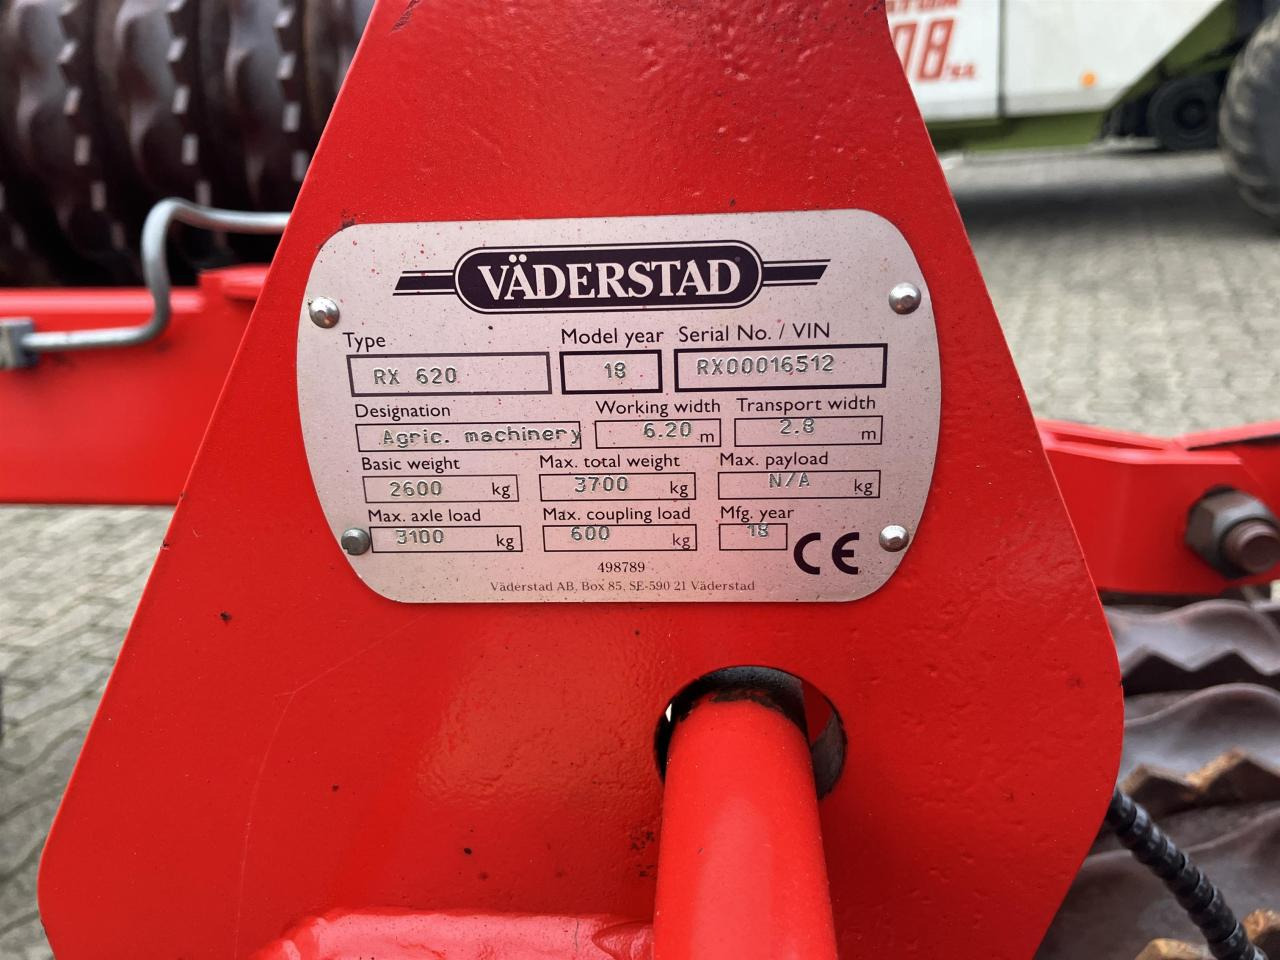 08
VÄDERSTAD
Type Model year Serial No. / VIN
RX 620 18 RX00016512
Designation Working width Transport width
Agric. machinery 6.20 m 2.8 m
Basic weight Max. total weight Max. payload
2600 kg 3700 kg N/A kg
Max. axle load Max. coupling load Mfg. year
3100 kg 600 kg 18 CE
498789
Väderstad AB, Box 85, SE-590 21 Väderstad